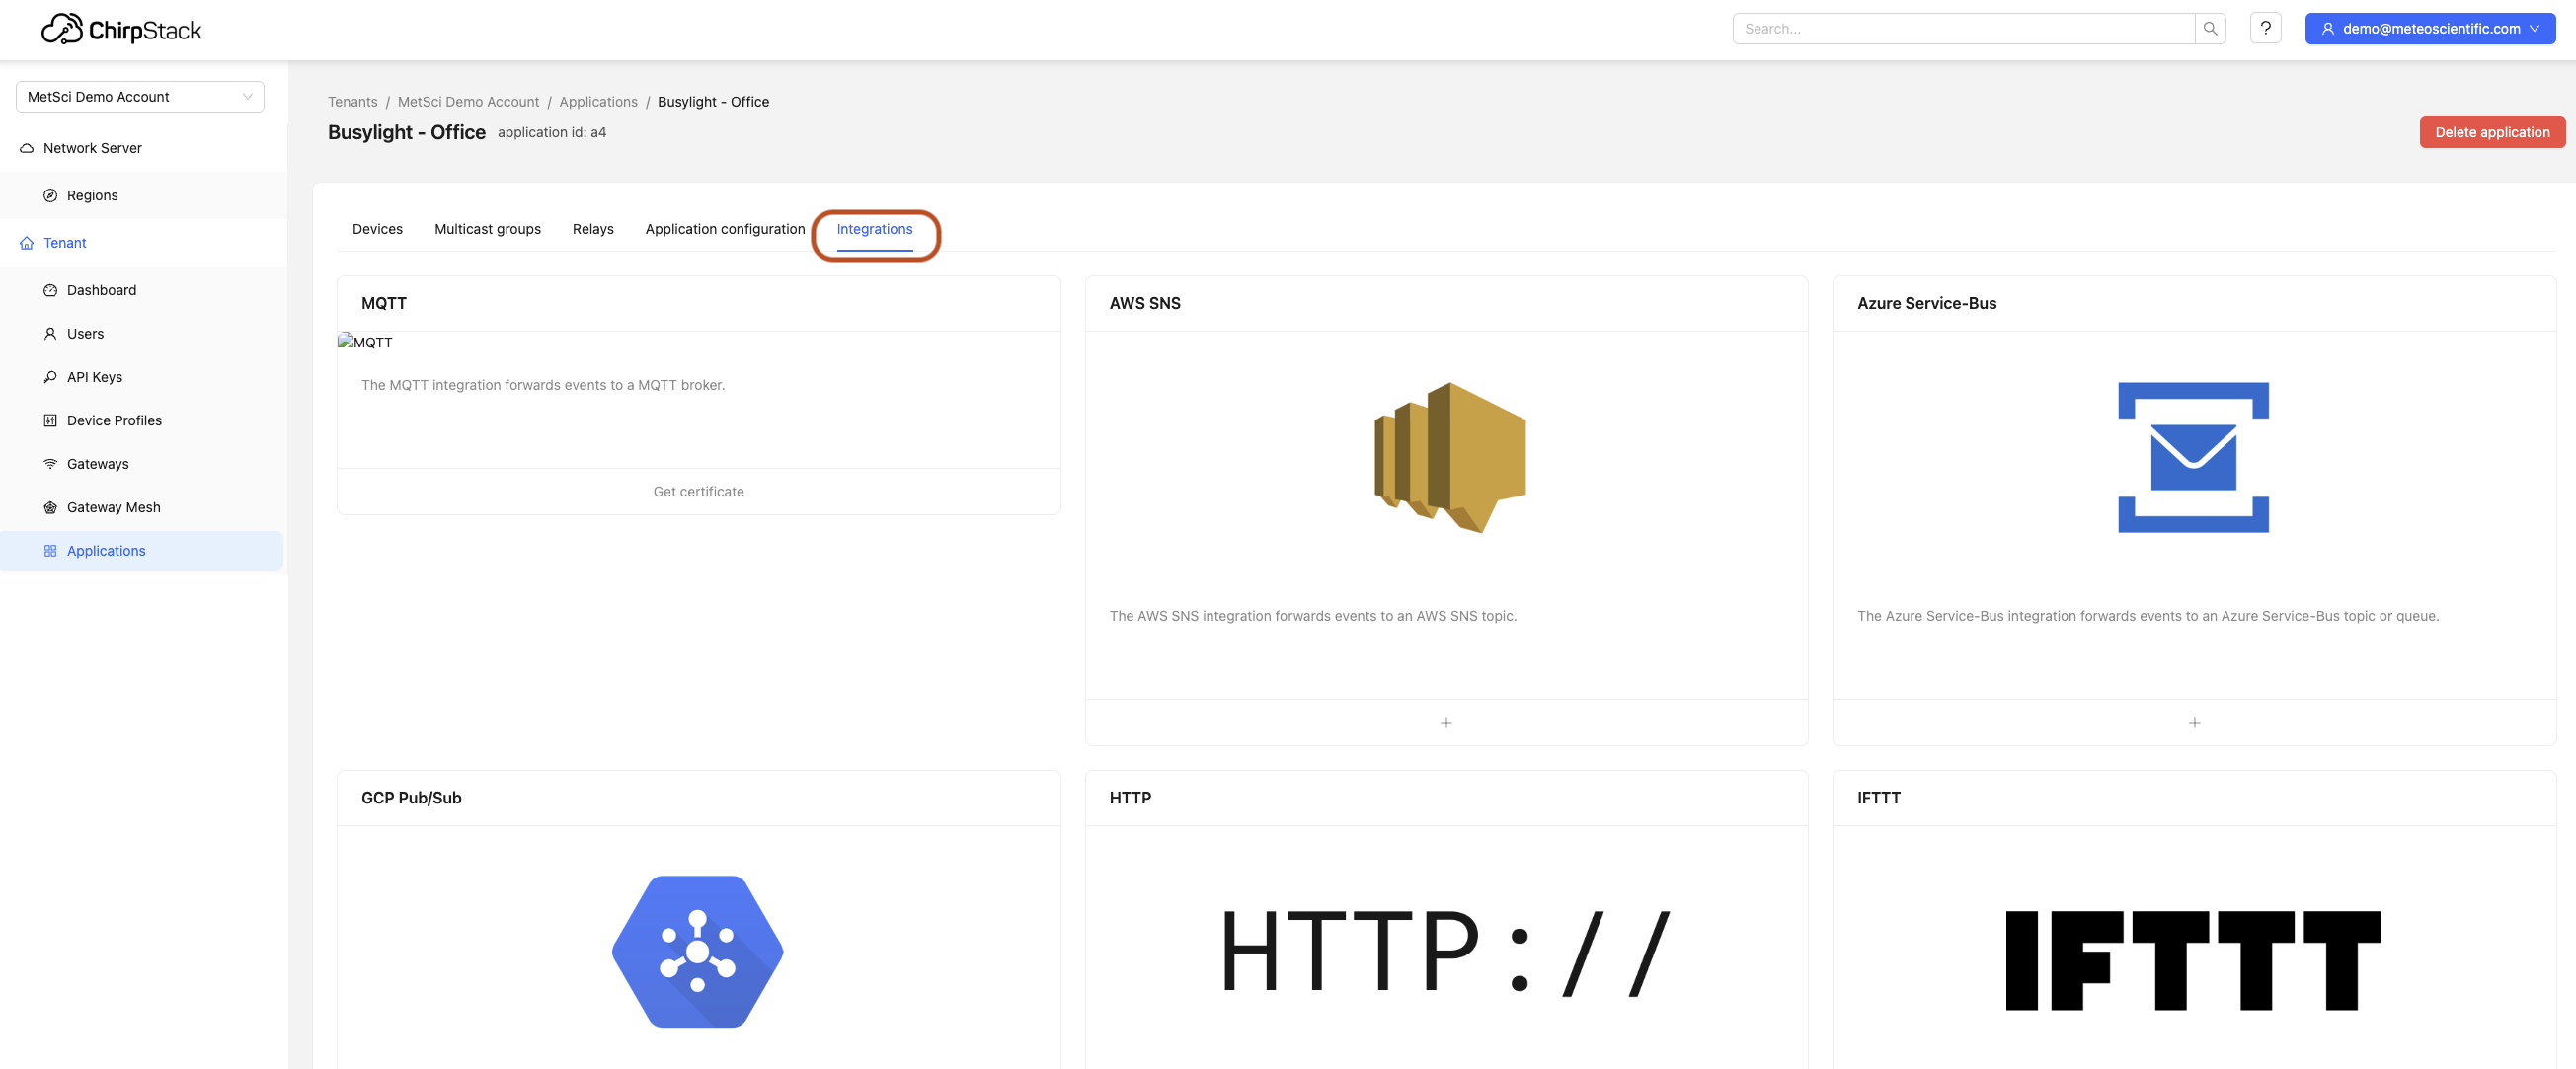 ChirpStack
Search...
?
demo@meteoscientific.com
MetSci Demo Account
Network Server
Regions
Tenant
Dashboard
Users
API Keys
Device Profiles
Gateways
Gateway Mesh
Applications
Tenants / MetSci Demo Account / Applications / Busylight - Office
Busylight - Office application id: a4
Delete application
Devices Multicast groups Relays Application configuration Integrations
MQTT
MQTT
The MQTT integration forwards events to a MQTT broker.
Get certificate
AWS SNS
The AWS SNS integration forwards events to an AWS SNS topic.
+
Azure Service-Bus
The Azure Service-Bus integration forwards events to an Azure Service-Bus topic or queue.
+
GCP Pub/Sub
HTTP
HTTP://
IFTTT
IFTTT